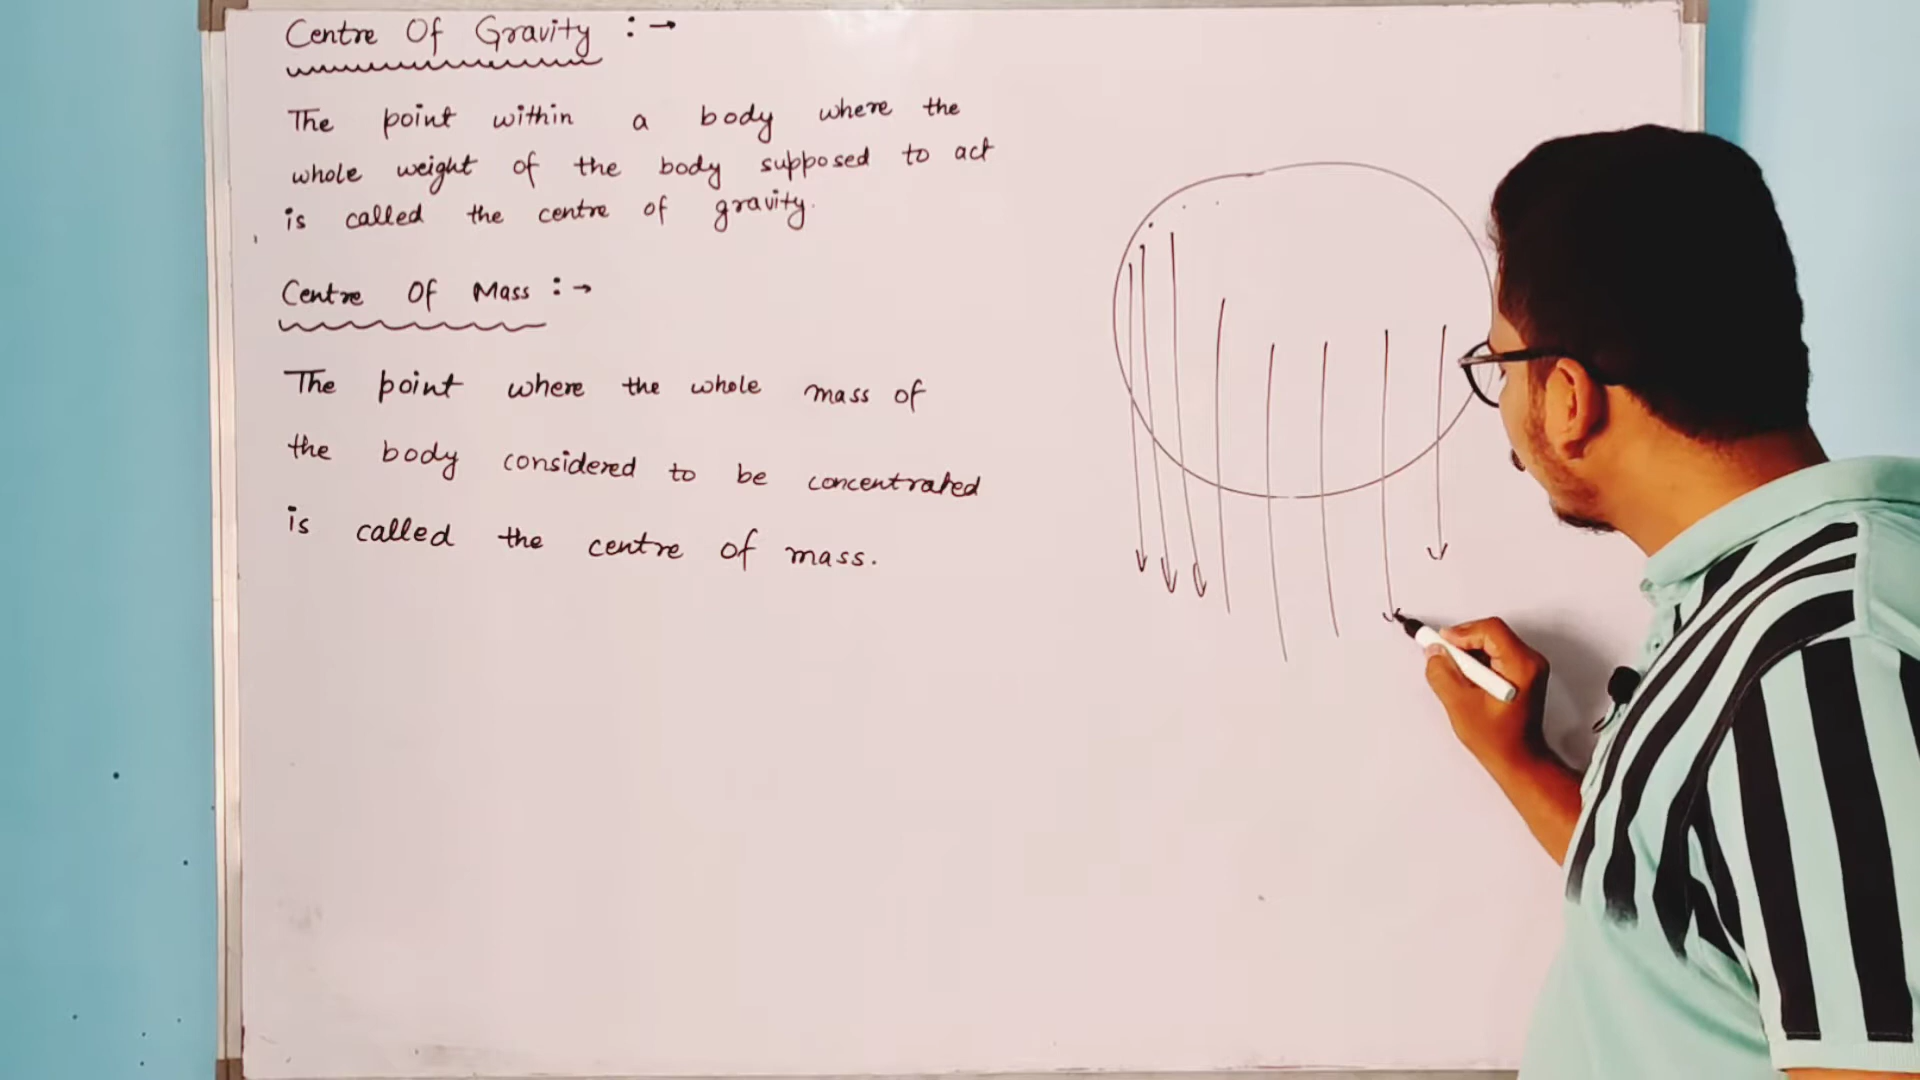 Centre Of Gravity :→
The point within a body where the
whole weight of the body supposed to act
is called the centre of gravity.
Centre Of Mass :→
The point where the whole mass of
the body considered to be concentrated
is called the centre of mass.